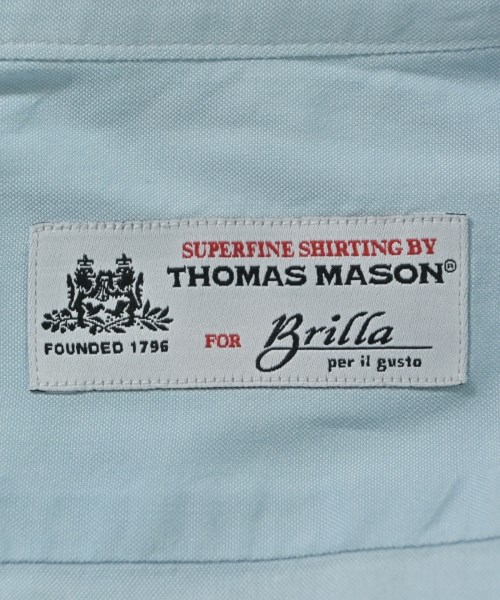 SUPERFINE SHIRTING BY
THOMAS MASON®
FOUNDED 1796
FOR Brilla
per il gusto